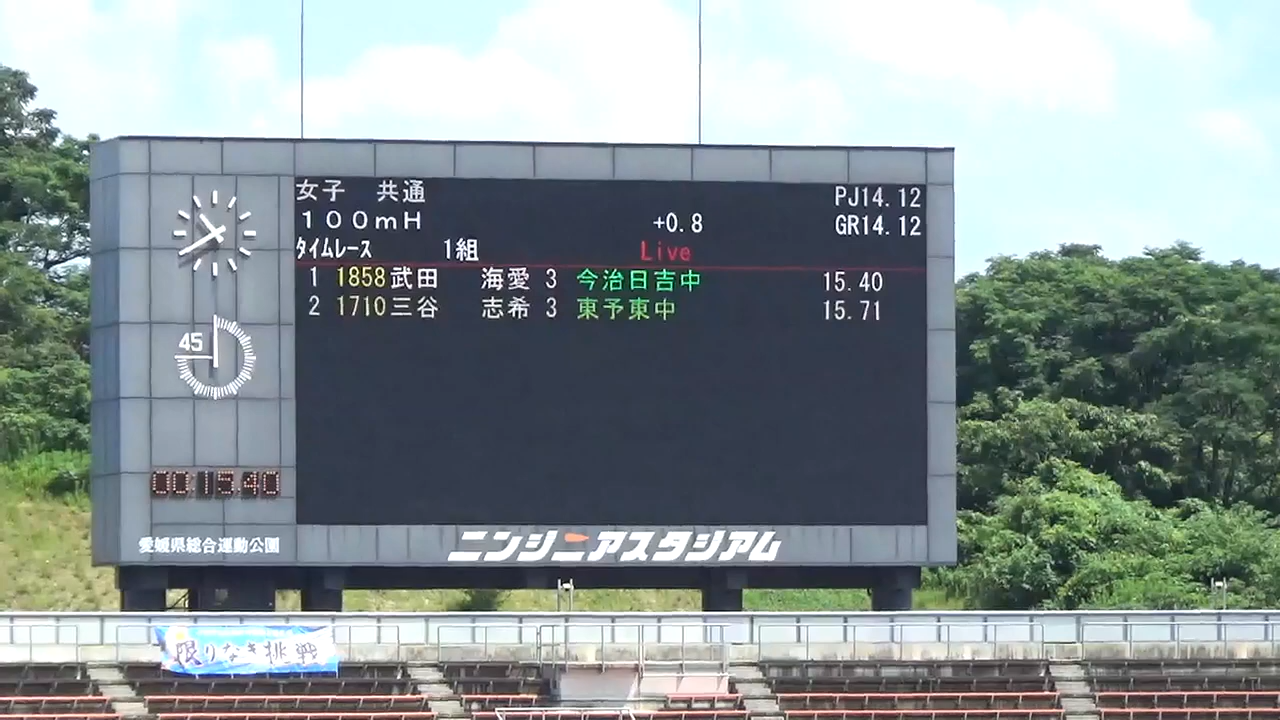 女子 共通 PJ14.12
100mH +0.8 GR14.12
タイムレース 1組 Live
1 1858 武田 海愛 3 今治日吉中 15.40
2 1710 三谷 志希 3 東予東中 15.71
45
00:15.40
愛媛県総合運動公園
ニンジニアスタジアム
限りなき挑戦